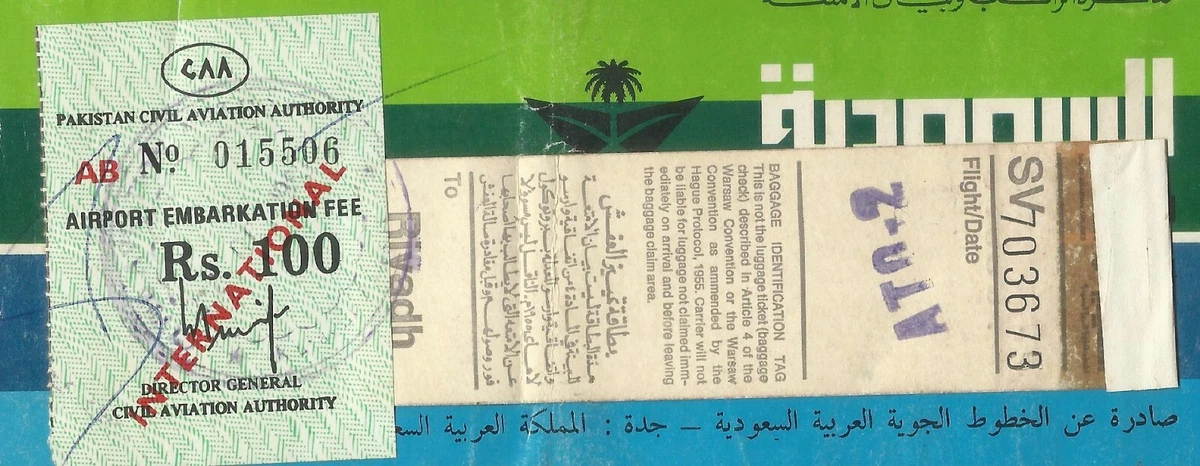 CAA
PAKISTAN CIVIL AVIATION AUTHORITY
AB No 015506
AIRPORT EMBARKATION FEE
Rs. 100
INTERNATIONAL
DIRECTOR GENERAL
CIVIL AVIATION AUTHORITY
السعودية
To
Riyadh
بطاقة تمييز العفش
BAGGAGE IDENTIFICATION TAG
This is not the luggage ticket (baggage
check) described in Article 4 of the
Warsaw Convention or the Warsaw
Convention as ammended by the
Hague Protocol, 1955. Carrier will not
be liable for luggage not claimed imm-
ediately on arrival and before leaving
the baggage claim area.
Flight/Date
SV703673
صادرة عن الخطوط الجوية العربية السعودية – جدة : المملكة العربية